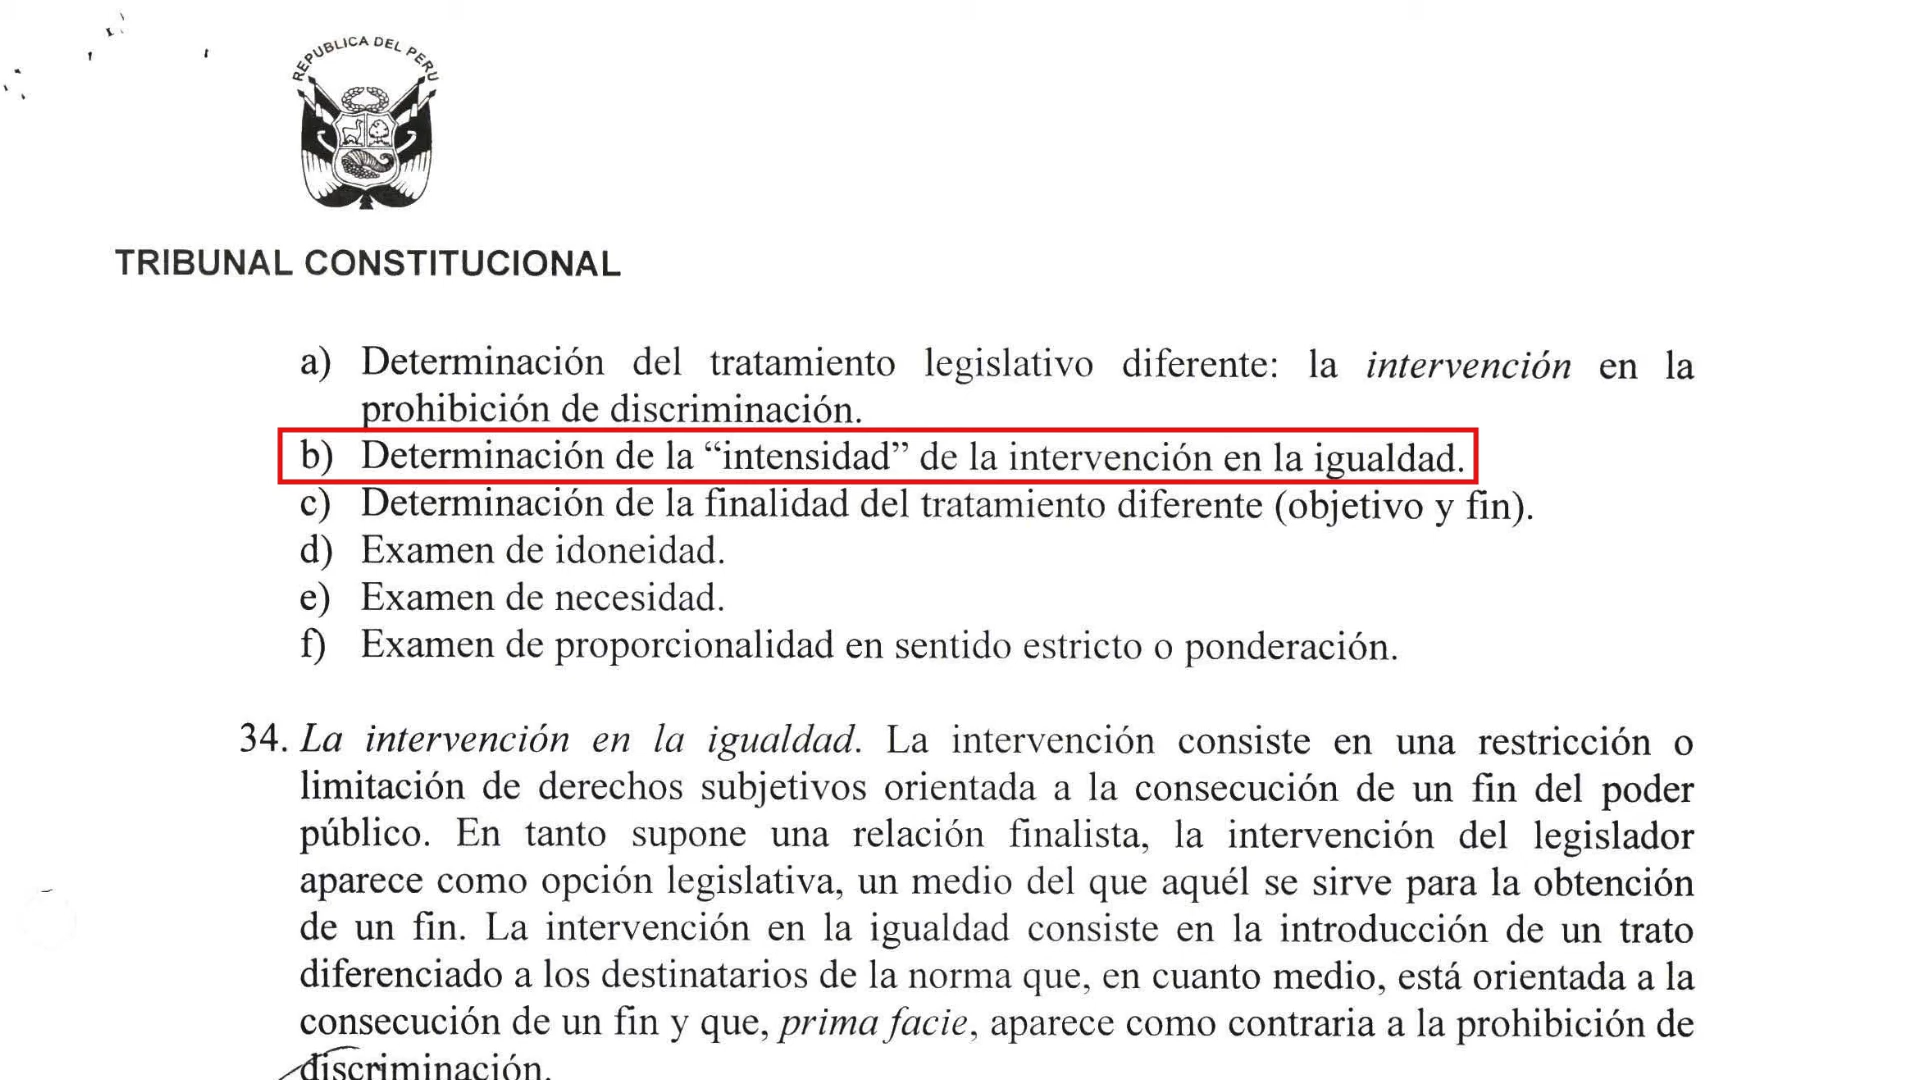 REPUBLICA DEL PERU
TRIBUNAL CONSTITUCIONAL
a) Determinación del tratamiento legislativo diferente: la intervención en la
prohibición de discriminación.
b) Determinación de la “intensidad” de la intervención en la igualdad.
c) Determinación de la finalidad del tratamiento diferente (objetivo y fin).
d) Examen de idoneidad.
e) Examen de necesidad.
f) Examen de proporcionalidad en sentido estricto o ponderación.
34. La intervención en la igualdad. La intervención consiste en una restricción o
limitación de derechos subjetivos orientada a la consecución de un fin del poder
público. En tanto supone una relación finalista, la intervención del legislador
aparece como opción legislativa, un medio del que aquél se sirve para la obtención
de un fin. La intervención en la igualdad consiste en la introducción de un trato
diferenciado a los destinatarios de la norma que, en cuanto medio, está orientada a la
consecución de un fin y que, prima facie, aparece como contraria a la prohibición de
discriminación.